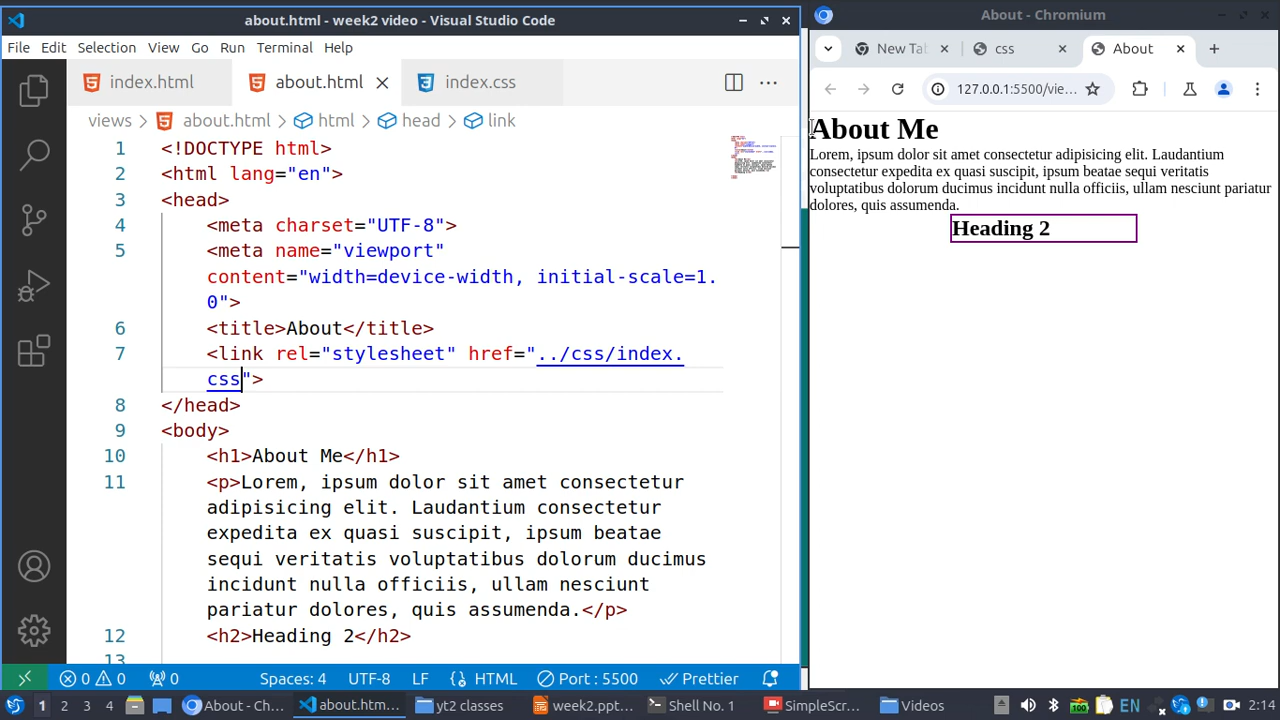 about.html - week2 video - Visual Studio Code
File Edit Selection View Go Run Terminal Help
index.html about.html index.css
views > about.html > html > head > link
1 <!DOCTYPE html>
2 <html lang="en">
3 <head>
4 <meta charset="UTF-8">
5 <meta name="viewport"
content="width=device-width, initial-scale=1.
0">
6 <title>About</title>
7 <link rel="stylesheet" href="../css/index.
css">
8 </head>
9 <body>
10 <h1>About Me</h1>
11 <p>Lorem, ipsum dolor sit amet consectetur
adipisicing elit. Laudantium consectetur
expedita ex quasi suscipit, ipsum beatae
sequi veritatis voluptatibus dolorum ducimus
incidunt nulla officiis, ullam nesciunt
pariatur dolores, quis assumenda.</p>
12 <h2>Heading 2</h2>
13
0 0 0 Spaces: 4 UTF-8 LF HTML Port : 5500 Prettier
About - Chromium
New Tab css About
127.0.0.1:5500/vie...
About Me
Lorem, ipsum dolor sit amet consectetur adipisicing elit. Laudantium
consectetur expedita ex quasi suscipit, ipsum beatae sequi veritatis
voluptatibus dolorum ducimus incidunt nulla officiis, ullam nesciunt pariatur
dolores, quis assumenda.
Heading 2
1 2 3 4 About - Ch... about.htm... yt2 classes week2.ppt... Shell No. 1 SimpleScr... Videos 100 EN 2:14